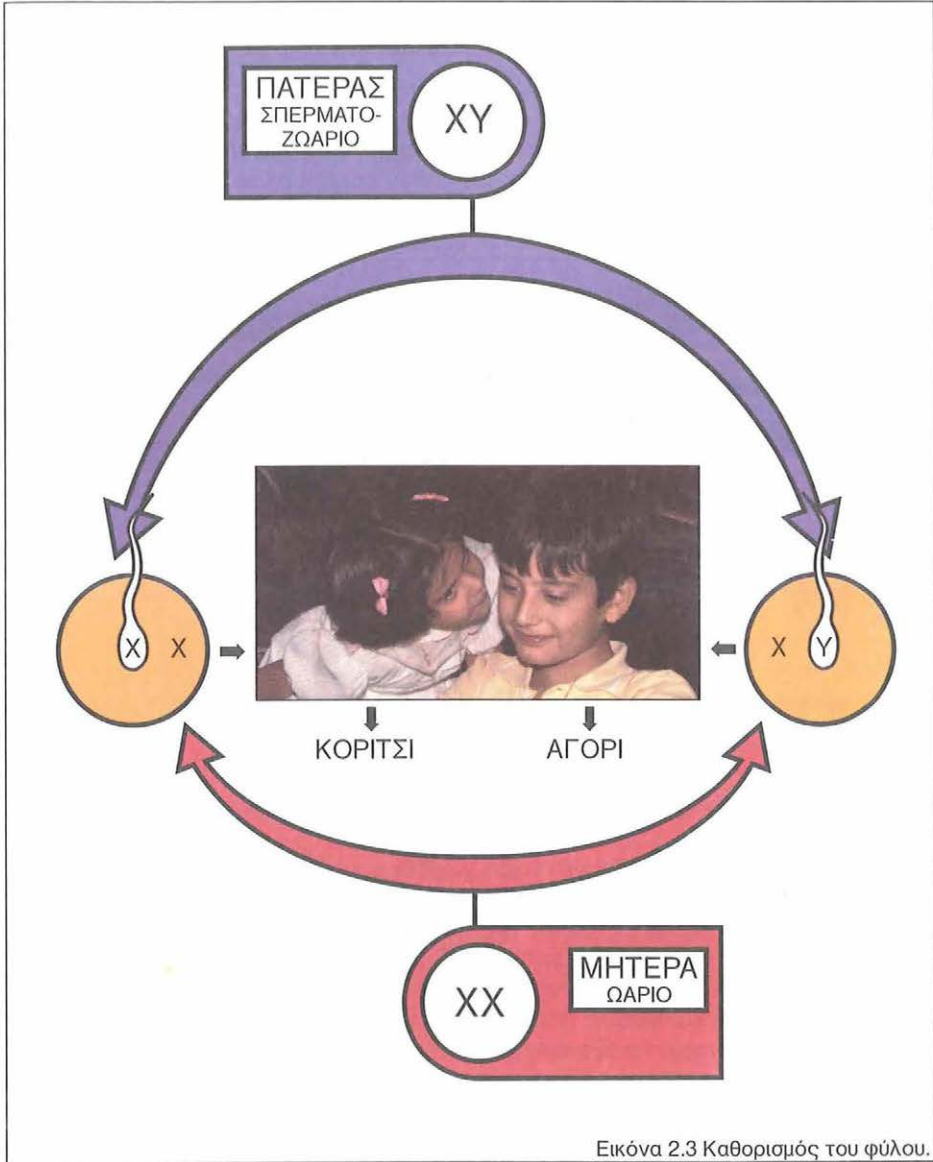 ΠΑΤΕΡΑΣ
ΣΠΕΡΜΑΤΟ-
ΖΩΑΡΙΟ
XY
X X
X Y
ΚΟΡΙΤΣΙ
ΑΓΟΡΙ
XX
ΜΗΤΕΡΑ
ΩΑΡΙΟ
Εικόνα 2.3 Καθορισμός του φύλου.